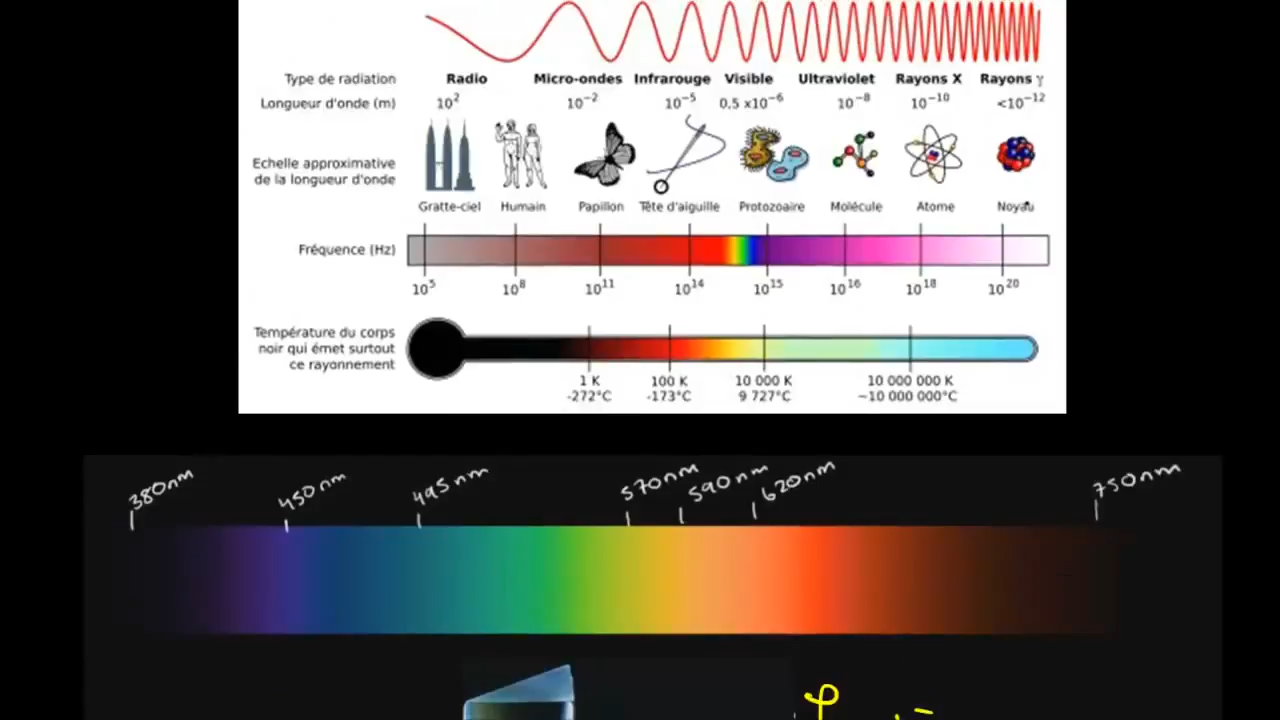 Type de radiation Radio Micro-ondes Infrarouge Visible Ultraviolet Rayons X Rayons γ
Longueur d'onde (m) 10² 10⁻² 10⁻⁵ 0,5 x10⁻⁶ 10⁻⁸ 10⁻¹⁰ <10⁻¹²
Echelle approximative
de la longueur d'onde
Gratte-ciel Humain Papillon Tête d'aiguille Protozoaire Molécule Atome Noyau
Fréquence (Hz)
10⁵ 10⁸ 10¹¹ 10¹⁴ 10¹⁵ 10¹⁶ 10¹⁸ 10²⁰
Température du corps
noir qui émet surtout
ce rayonnement
1 K 100 K 10 000 K 10 000 000 K
-272°C -173°C 9 727°C ~10 000 000°C
380nm 450nm 495nm 570nm 590nm 620nm 750nm